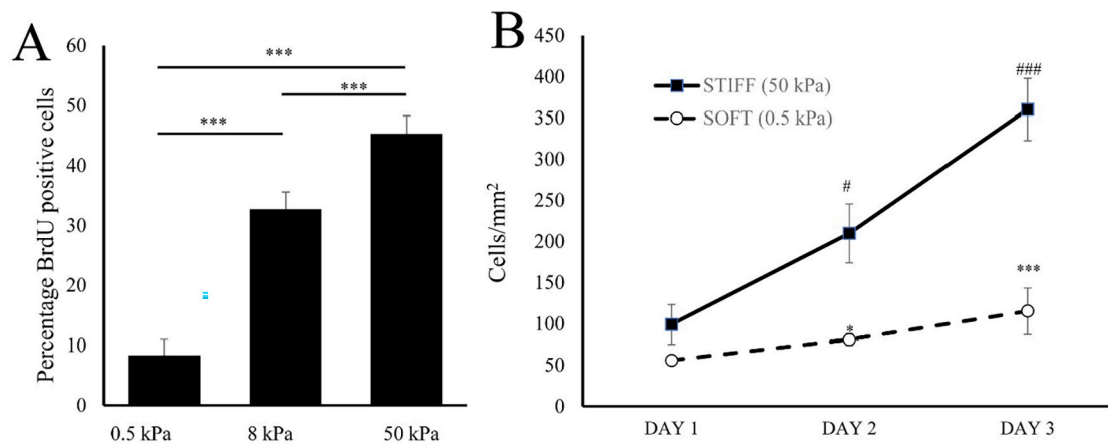 A
Percentage BrdU positive cells
60
50
40
30
20
10
0
***
***
***
0.5 kPa
8 kPa
50 kPa
B
Cells/mm²
450
400
350
300
250
200
150
100
50
0
STIFF (50 kPa)
SOFT (0.5 kPa)
#
###
*
***
DAY 1
DAY 2
DAY 3